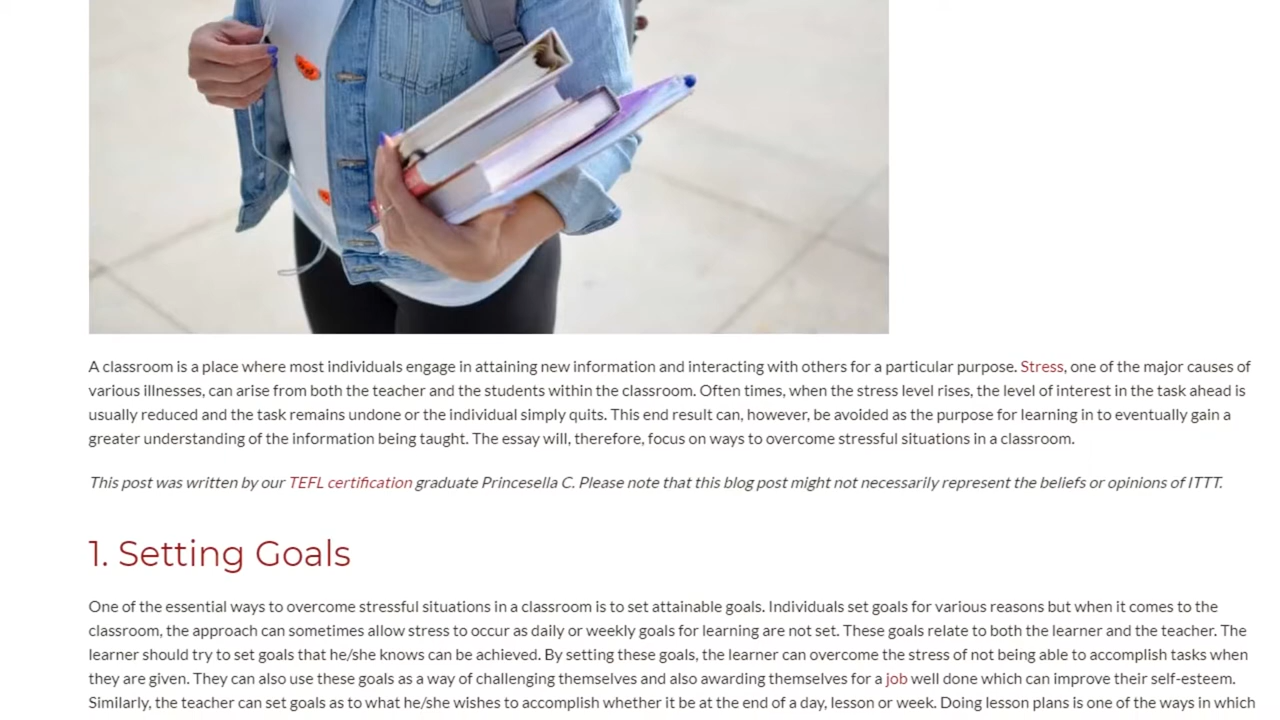 A classroom is a place where most individuals engage in attaining new information and interacting with others for a particular purpose. Stress, one of the major causes of
various illnesses, can arise from both the teacher and the students within the classroom. Often times, when the stress level rises, the level of interest in the task ahead is
usually reduced and the task remains undone or the individual simply quits. This end result can, however, be avoided as the purpose for learning in to eventually gain a
greater understanding of the information being taught. The essay will, therefore, focus on ways to overcome stressful situations in a classroom.
This post was written by our TEFL certification graduate Princesella C. Please note that this blog post might not necessarily represent the beliefs or opinions of ITTT.
1. Setting Goals
One of the essential ways to overcome stressful situations in a classroom is to set attainable goals. Individuals set goals for various reasons but when it comes to the
classroom, the approach can sometimes allow stress to occur as daily or weekly goals for learning are not set. These goals relate to both the learner and the teacher. The
learner should try to set goals that he/she knows can be achieved. By setting these goals, the learner can overcome the stress of not being able to accomplish tasks when
they are given. They can also use these goals as a way of challenging themselves and also awarding themselves for a job well done which can improve their self-esteem.
Similarly, the teacher can set goals as to what he/she wishes to accomplish whether it be at the end of a day, lesson or week. Doing lesson plans is one of the ways in which